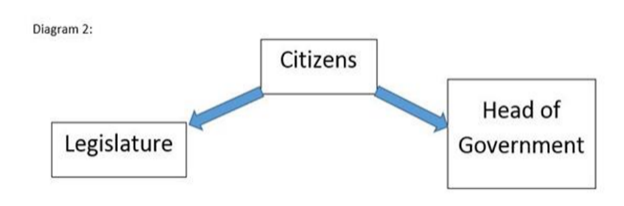 Diagram 2:
Citizens
Legislature
Head of
Government